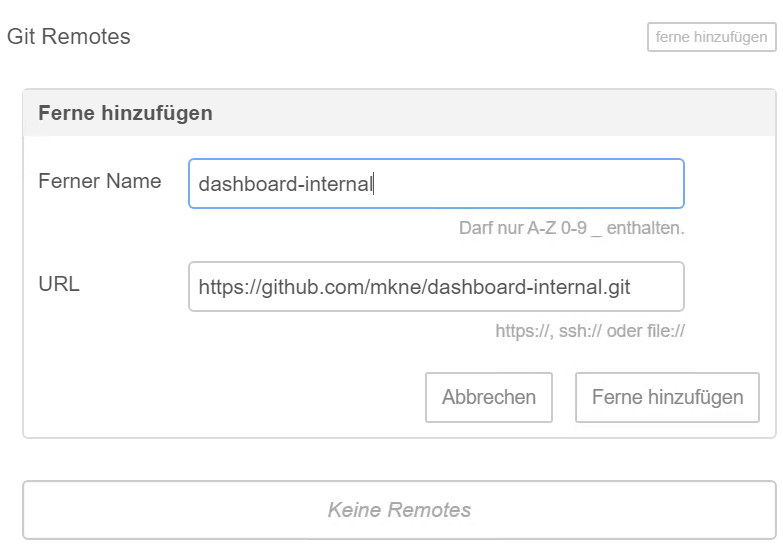 Git Remotes
ferne hinzufügen
Ferne hinzufügen
Ferner Name
dashboard-internal
Darf nur A-Z 0-9 _ enthalten.
URL
https://github.com/mkne/dashboard-internal.git
https://, ssh:// oder file://
Abbrechen
Ferne hinzufügen
Keine Remotes